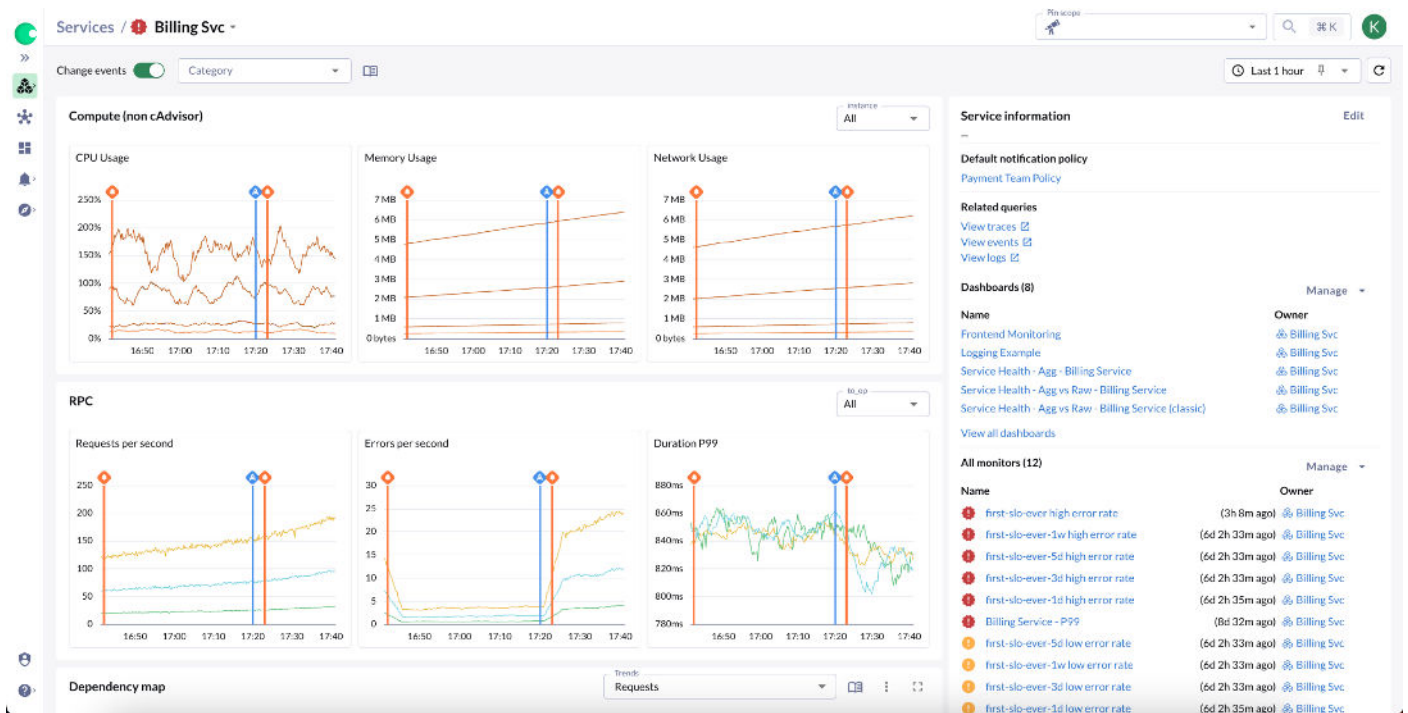 Services / Billing Svc
Pin scope
⌘ K
K
Change events
Category
Last 1 hour
Compute (non cAdvisor)
instance
All
CPU Usage
250%
200%
150%
100%
50%
0%
16:50 17:00 17:10 17:20 17:30 17:40
Memory Usage
7 MB
6 MB
5 MB
4 MB
3 MB
2 MB
1 MB
0 bytes
16:50 17:00 17:10 17:20 17:30 17:40
Network Usage
7 MB
6 MB
5 MB
4 MB
3 MB
2 MB
1 MB
0 bytes
16:50 17:00 17:10 17:20 17:30 17:40
RPC
to_op
All
Requests per second
250
200
150
100
50
0
16:50 17:00 17:10 17:20 17:30 17:40
Errors per second
30
25
20
15
10
5
0
16:50 17:00 17:10 17:20 17:30 17:40
Duration P99
880ms
860ms
840ms
820ms
800ms
780ms
16:50 17:00 17:10 17:20 17:30 17:40
Dependency map
Trends
Requests
Service information Edit
–
Default notification policy
Payment Team Policy
Related queries
View traces
View events
View logs
Dashboards (8) Manage
Name Owner
Frontend Monitoring Billing Svc
Logging Example Billing Svc
Service Health - Agg - Billing Service Billing Svc
Service Health - Agg vs Raw - Billing Service Billing Svc
Service Health - Agg vs Raw - Billing Service (classic) Billing Svc
View all dashboards
All monitors (12) Manage
Name Owner
first-slo-ever high error rate (3h 8m ago) Billing Svc
first-slo-ever-1w high error rate (6d 2h 33m ago) Billing Svc
first-slo-ever-5d high error rate (6d 2h 33m ago) Billing Svc
first-slo-ever-3d high error rate (6d 2h 33m ago) Billing Svc
first-slo-ever-1d high error rate (6d 2h 35m ago) Billing Svc
Billing Service - P99 (8d 32m ago) Billing Svc
first-slo-ever-5d low error rate (6d 2h 33m ago) Billing Svc
first-slo-ever-1w low error rate (6d 2h 33m ago) Billing Svc
first-slo-ever-3d low error rate (6d 2h 33m ago) Billing Svc
first-slo-ever-1d low error rate (6d 2h 35m ago) Billing Svc